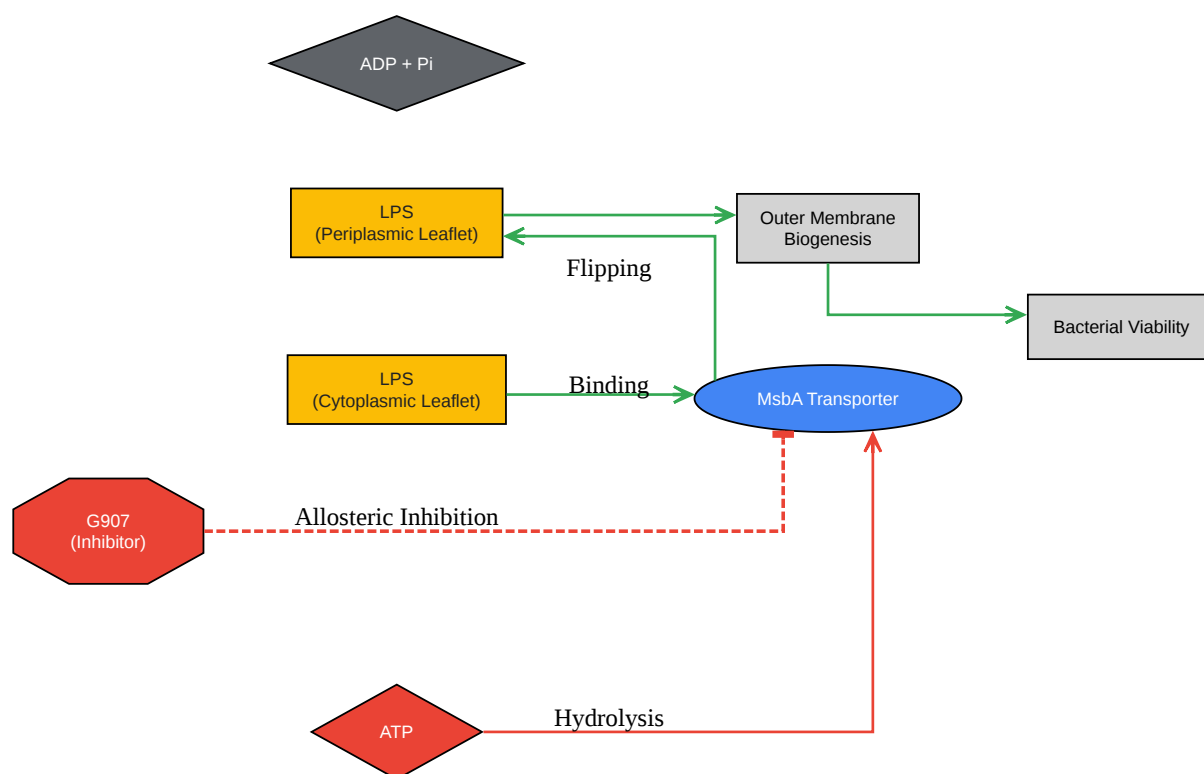 ADP + Pi
LPS
(Periplasmic Leaflet)
Outer Membrane
Biogenesis
Flipping
Bacterial Viability
LPS
(Cytoplasmic Leaflet)
Binding
MsbA Transporter
G907
(Inhibitor)
Allosteric Inhibition
ATP
Hydrolysis